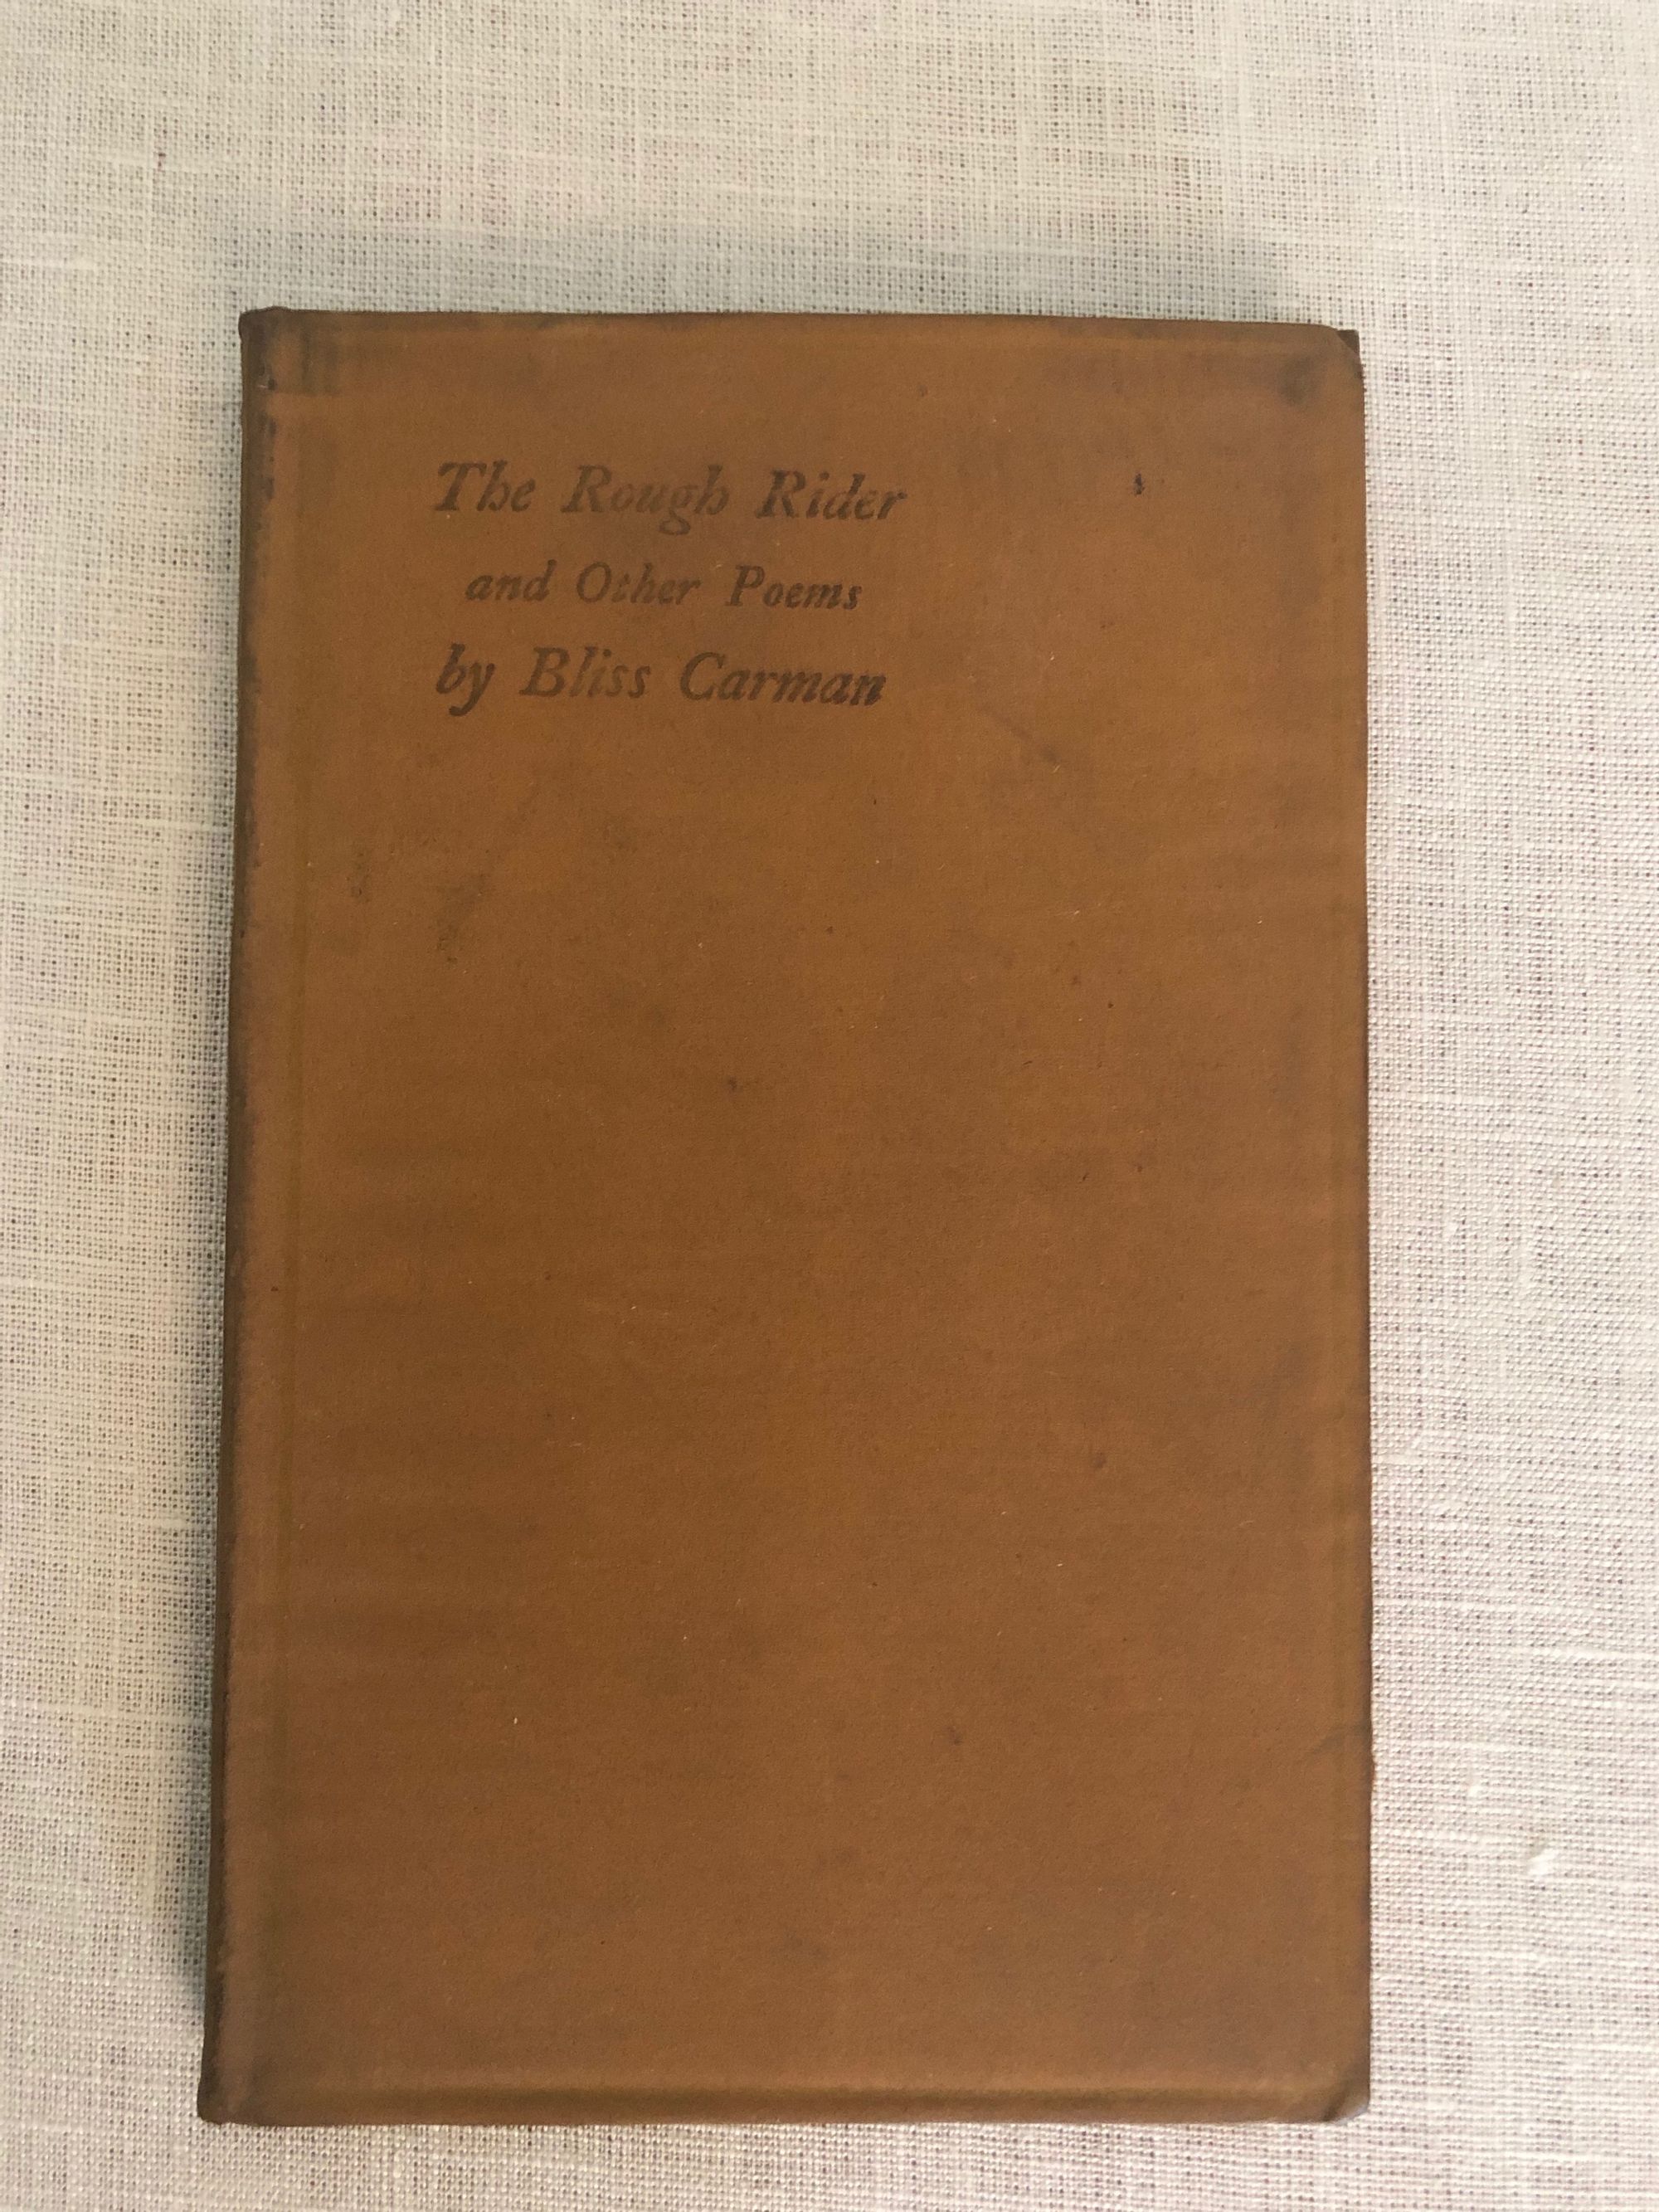 The Rough Rider
and Other Poems
by Bliss Carman